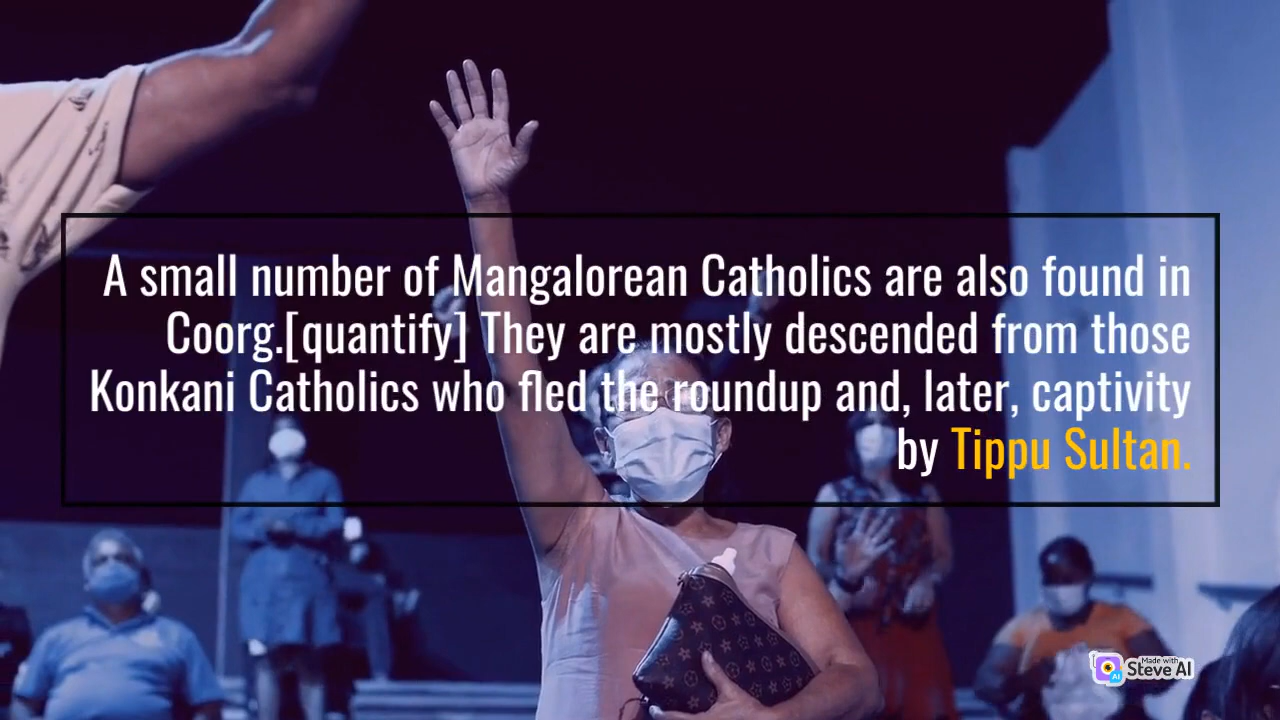 A small number of Mangalorean Catholics are also found in
Coorg.[quantify] They are mostly descended from those
Konkani Catholics who fled the roundup and, later, captivity
by Tippu Sultan.
Made with
Steve AI
AI